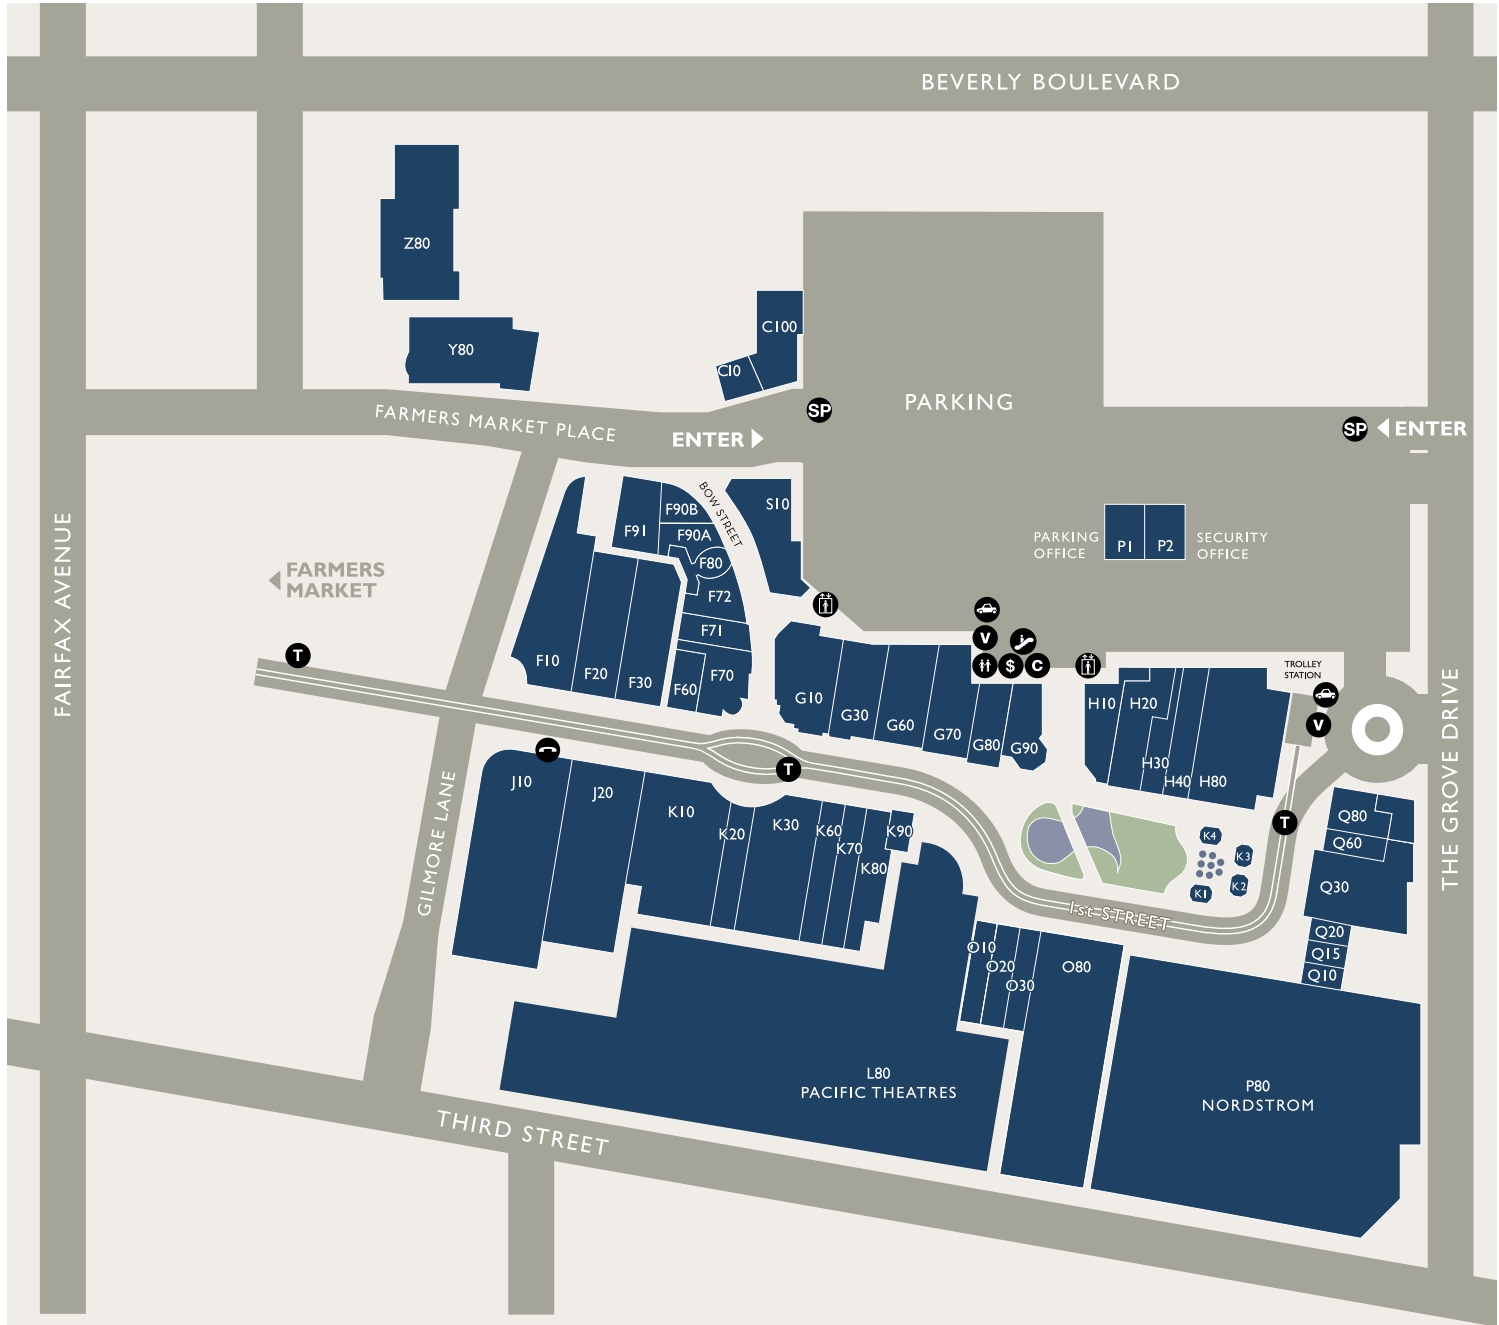 BEVERLY BOULEVARD
Z80
Y80
C100
C10
FARMERS MARKET PLACE
ENTER
SP
PARKING
SP
ENTER
FAIRFAX AVENUE
FARMERS
MARKET
T
BOW STREET
F91
F90B
F90A
F80
F72
F71
F70
F60
F10
F20
F30
S10
PARKING
OFFICE
P1
P2
SECURITY
OFFICE
V
$
C
G10
G30
G60
G70
G80
G90
H10
H20
H30
H40
H80
TROLLEY
STATION
V
THE GROVE DRIVE
GILMORE LANE
J10
J20
K10
K20
K30
K60
K70
K80
K90
T
K4
K3
K2
K1
T
1st STREET
Q80
Q60
Q30
Q20
Q15
Q10
O10
O20
O30
O80
L80
PACIFIC THEATRES
P80
NORDSTROM
THIRD STREET